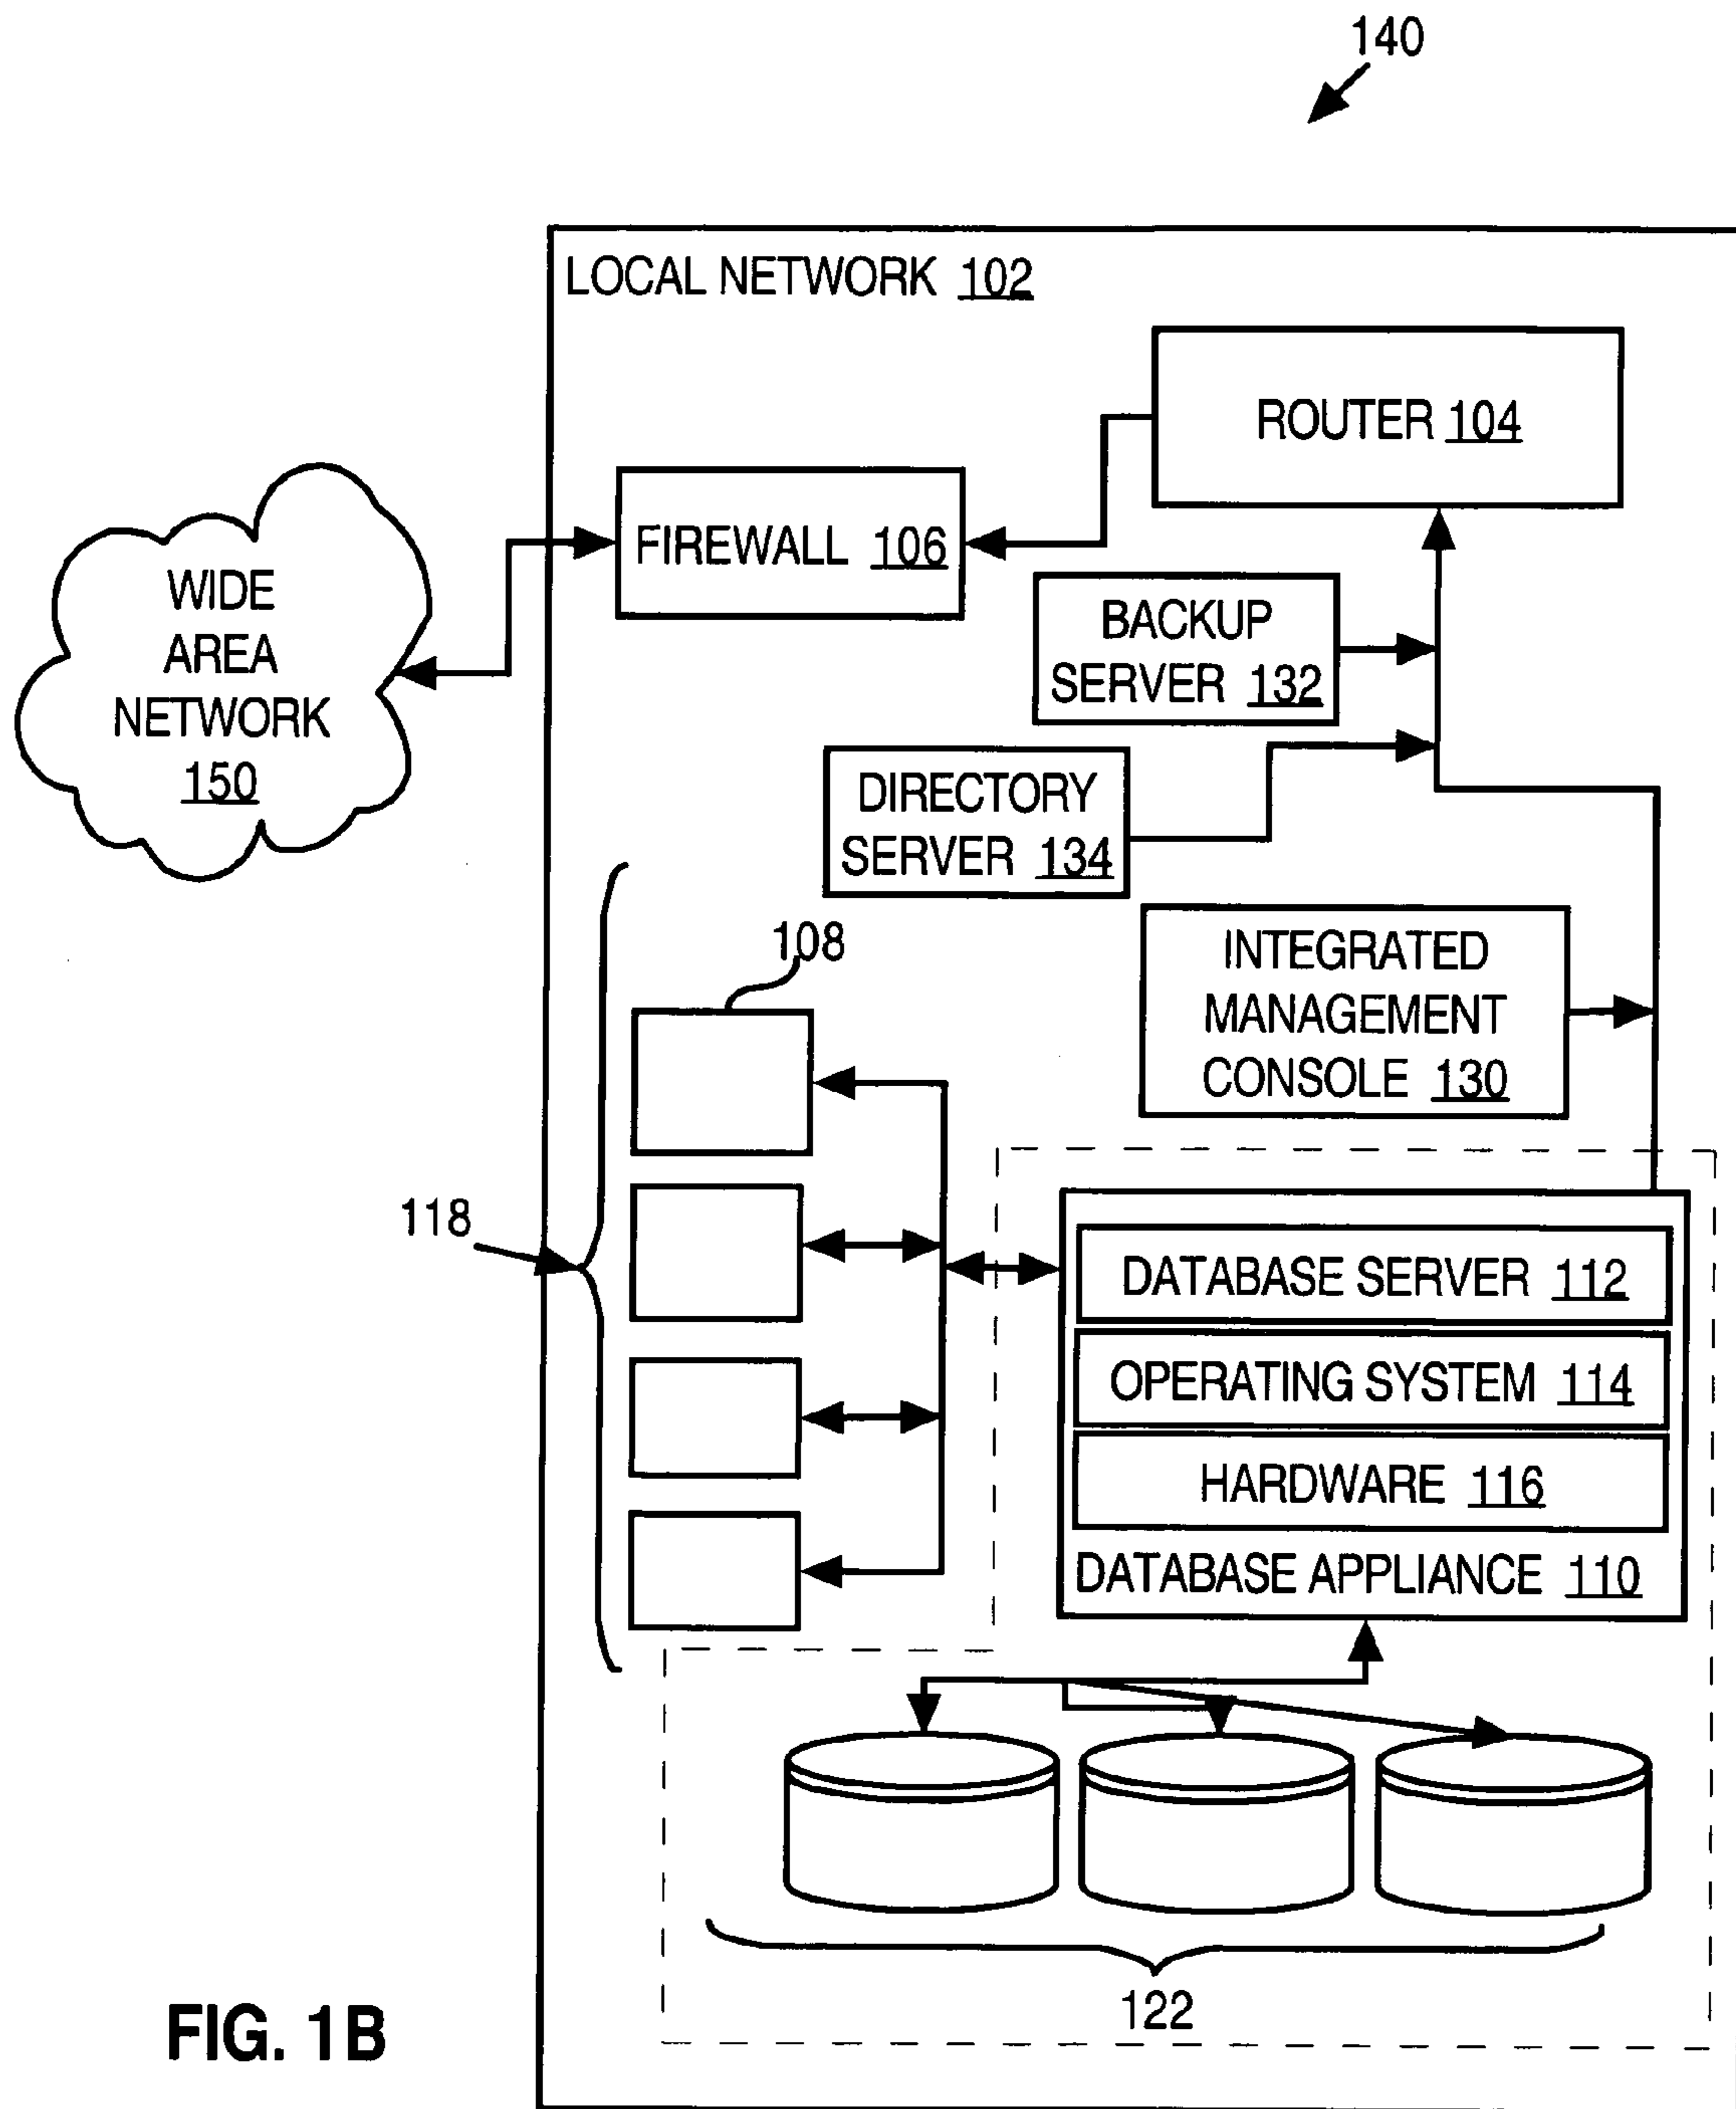 140
LOCAL NETWORK 102
ROUTER 104
FIREWALL 106
WIDE
AREA
NETWORK
150
BACKUP
SERVER 132
DIRECTORY
SERVER 134
108
INTEGRATED
MANAGEMENT
CONSOLE 130
118
DATABASE SERVER 112
OPERATING SYSTEM 114
HARDWARE 116
DATABASE APPLIANCE 110
122
FIG. 1B